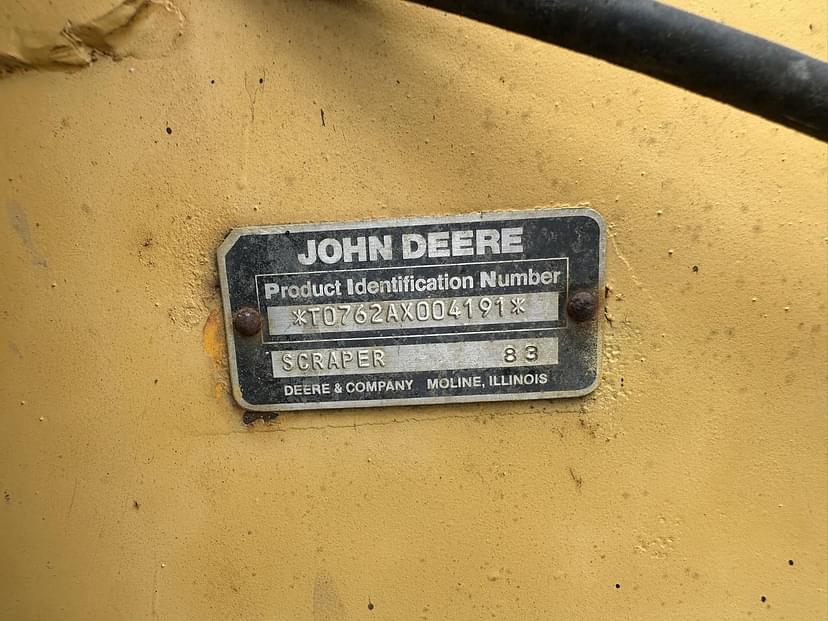 JOHN DEERE
Product Identification Number
*T0762AX004191*
SCRAPER 83
DEERE & COMPANY MOLINE, ILLINOIS